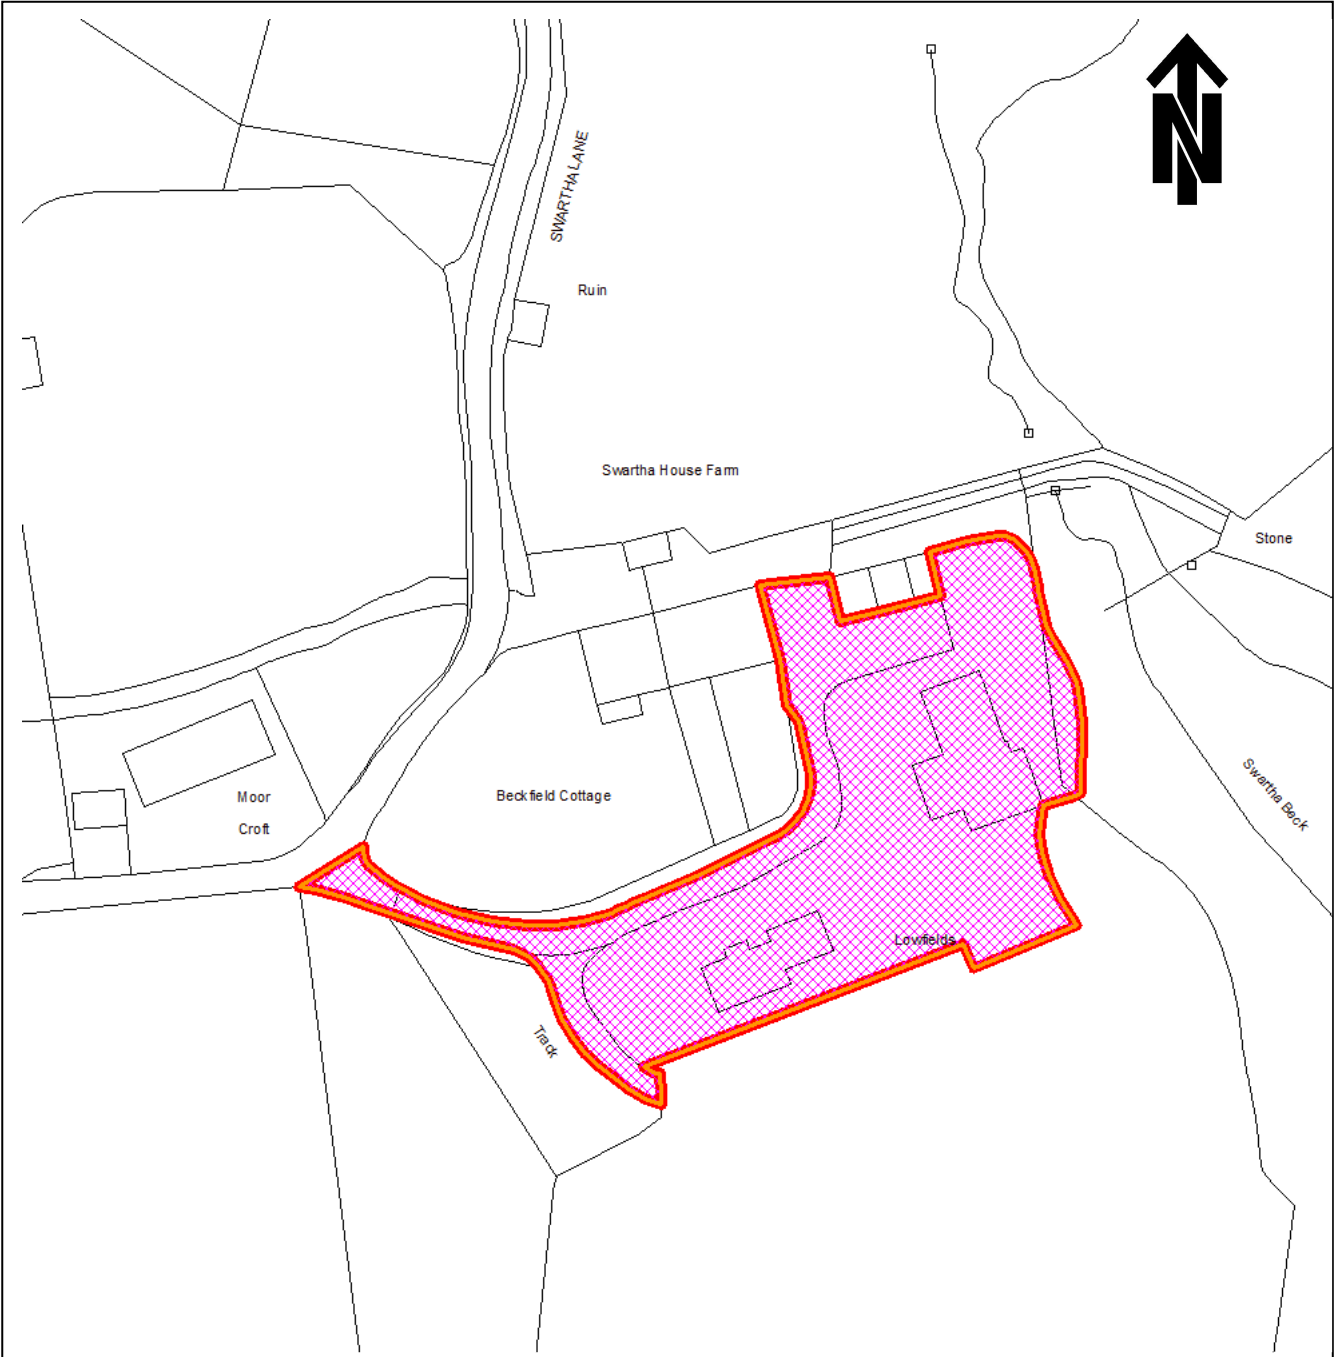 N
SWARTHA LANE
Ruin
Swartha House Farm
Stone
Swartha Beck
Moor
Croft
Beckfield Cottage
Lowfields
Track